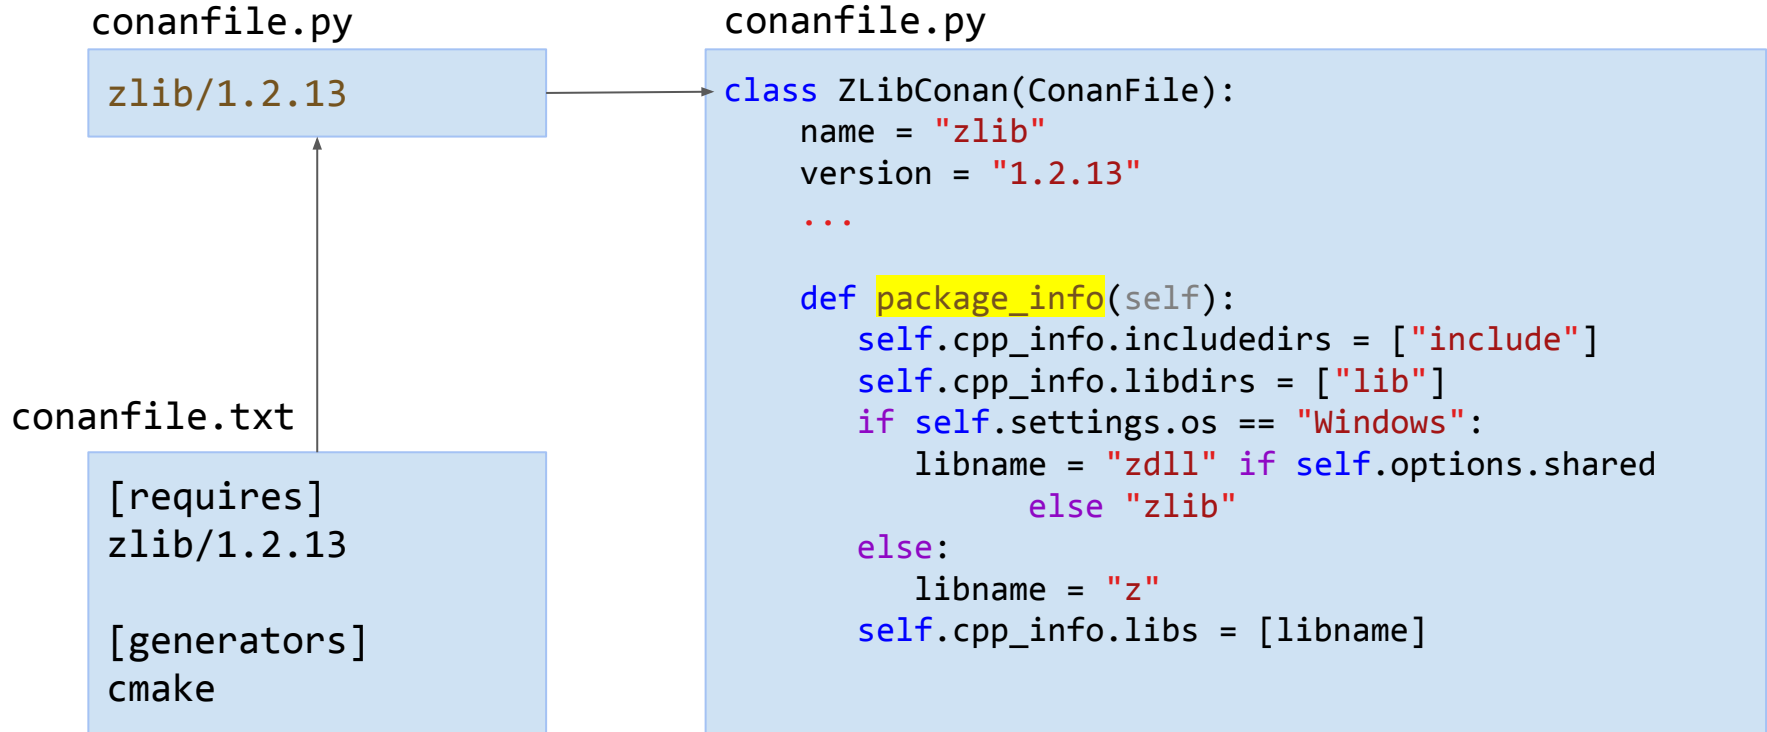 conanfile.py
zlib/1.2.13
conanfile.txt
[requires]
zlib/1.2.13
[generators]
cmake
conanfile.py
class ZLibConan(ConanFile):
    name = "zlib"
    version = "1.2.13"
    ...
    def package_info(self):
       self.cpp_info.includedirs = ["include"]
       self.cpp_info.libdirs = ["lib"]
       if self.settings.os == "Windows":
          libname = "zdll" if self.options.shared
                else "zlib"
       else:
          libname = "z"
       self.cpp_info.libs = [libname]